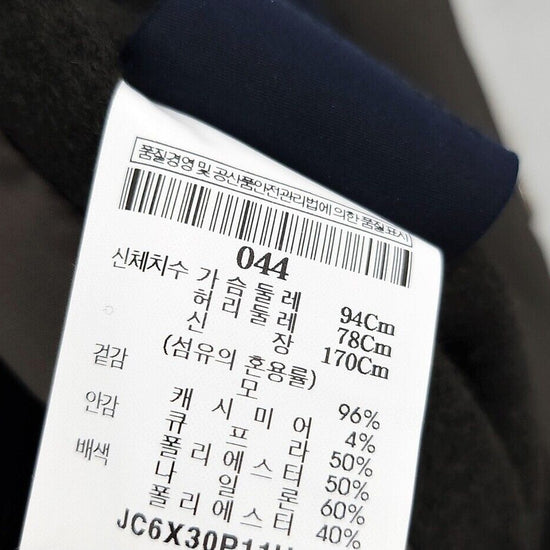 품질경영 및 공산품안전관리법에 의한 품질표시
044
신체치수 가슴둘레 94Cm
허리둘레 78Cm
신장 170Cm
(섬유의 혼용률)
겉감 모 96%
캐시미어 4%
안감 큐프라 50%
폴리에스터 50%
배색 나일론 60%
폴리에스터 40%
JC6X30P11